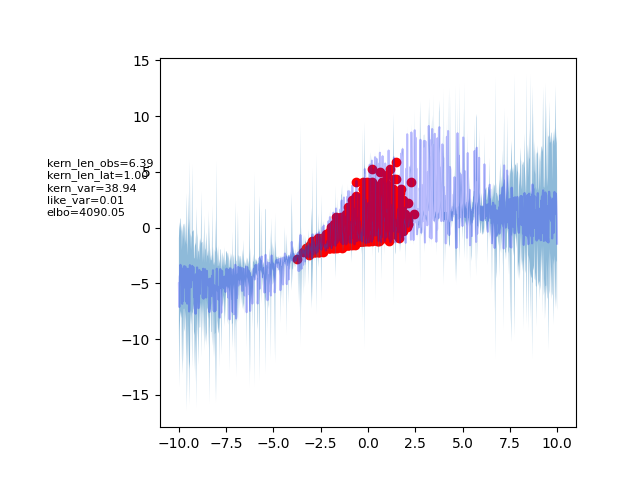 15
10
kern_len_obs=6.39
5
kern_len_lat=1.00
kern_var=38.94
like_var=0.01
elbo=4090.05
0
−5
−10
−15
−10.0 −7.5 −5.0 −2.5 0.0 2.5 5.0 7.5 10.0